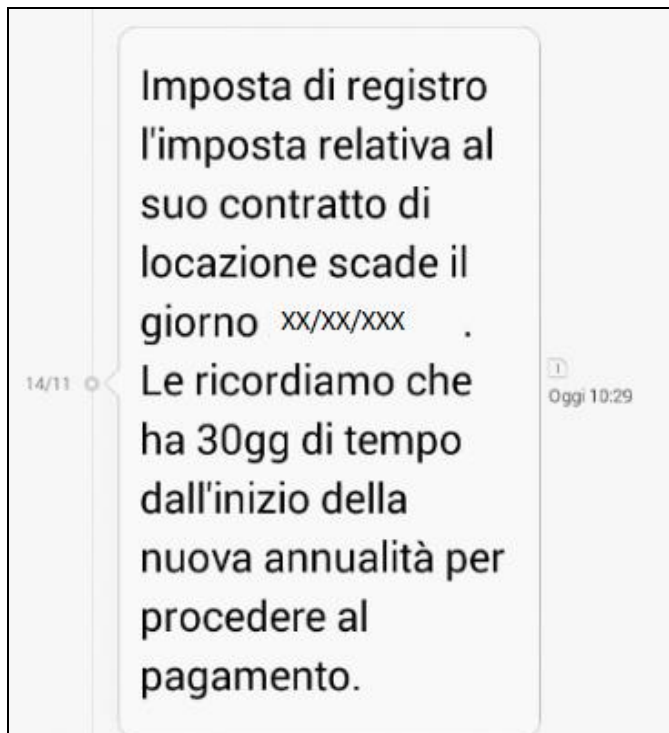 Imposta di registro
l'imposta relativa al
suo contratto di
locazione scade il
giorno XX/XX/XXX .
14/11
Le ricordiamo che
1
Oggi 10:29
ha 30gg di tempo
dall'inizio della
nuova annualità per
procedere al
pagamento.